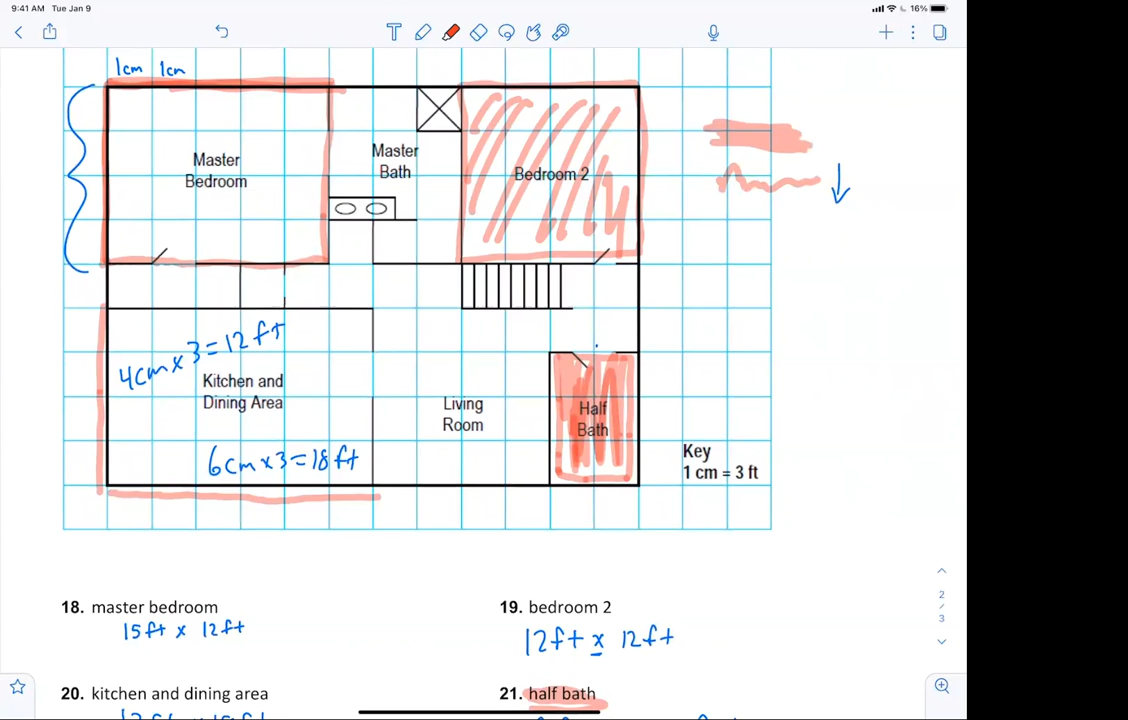 9:41 AM Tue Jan 9
16%
1cm 1cm
Master
Bedroom
Master
Bath
Bedroom 2
4cm x 3 = 12 ft
Kitchen and
Dining Area
6cm x 3 = 18 ft
Living
Room
Half
Bath
Key
1 cm = 3 ft
2
3
18. master bedroom
15ft x 12ft
19. bedroom 2
12ft x 12ft
20. kitchen and dining area
21. half bath